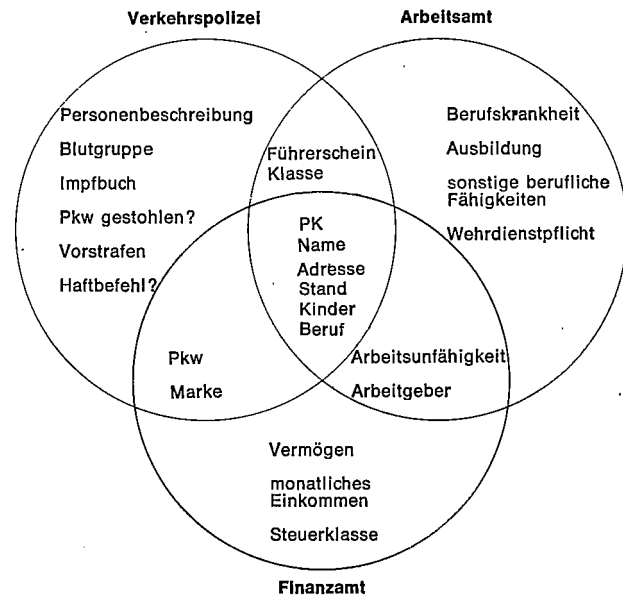 Verkehrspolizei
Arbeitsamt
Personenbeschreibung
Blutgruppe
Impfbuch
Pkw gestohlen?
Vorstrafen
Haftbefehl?
Führerschein
Klasse
Berufskrankheit
Ausbildung
sonstige berufliche
Fähigkeiten
Wehrdienstpflicht
PK
Name
Adresse
Stand
Kinder
Beruf
Pkw
Marke
Arbeitsunfähigkeit
Arbeitgeber
Vermögen
monatliches
Einkommen
Steuerklasse
Finanzamt